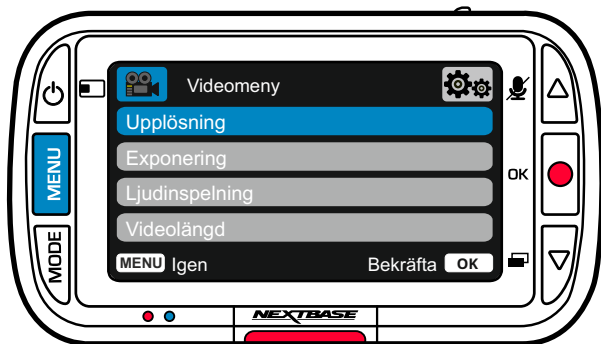 Videomeny
Upplösning
Exponering
Ljudinspelning
Videolängd
MENU Igen
Bekräfta OK
MENU
MODE
OK
NEXTBASE